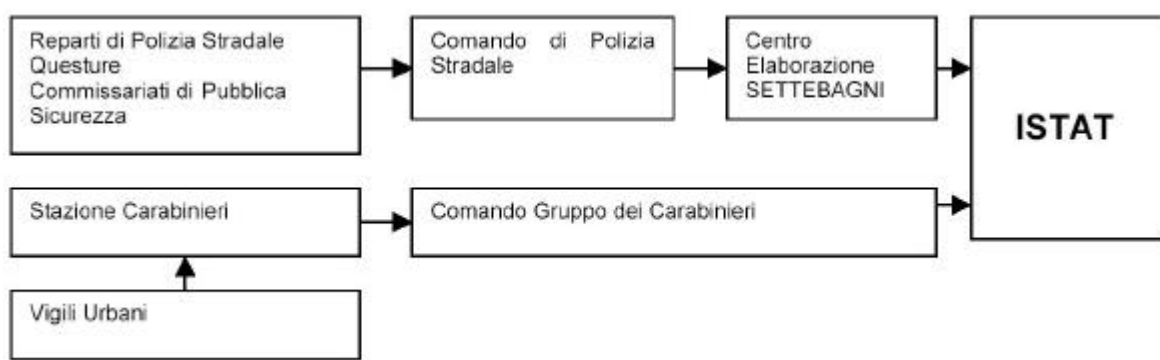 Reparti di Polizia Stradale
Questure
Commissariati di Pubblica
Sicurezza
Comando di Polizia
Stradale
Centro
Elaborazione
SETTEBAGNI
ISTAT
Stazione Carabinieri
Comando Gruppo dei Carabinieri
Vigili Urbani